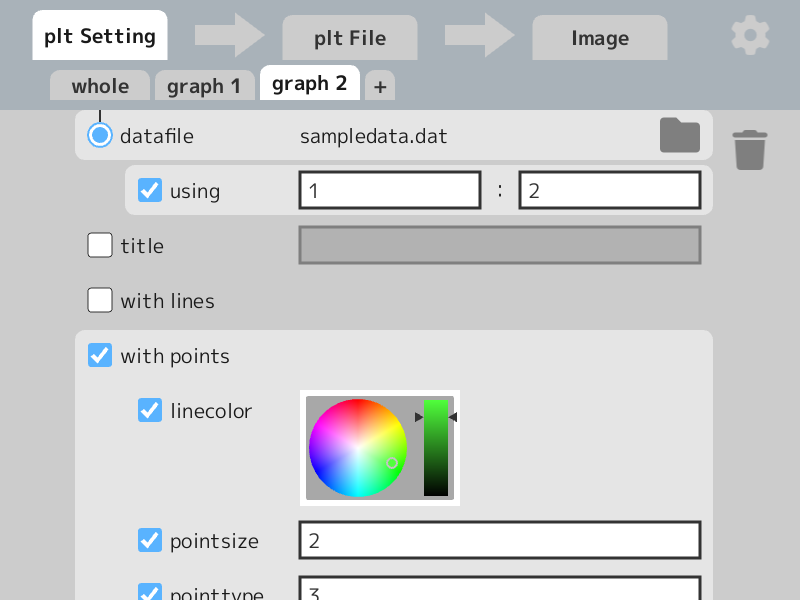 plt Setting plt File Image
whole graph 1 graph 2 +
datafile sampledata.dat
using 1 : 2
title
with lines
with points
linecolor
pointsize 2
pointtype 3